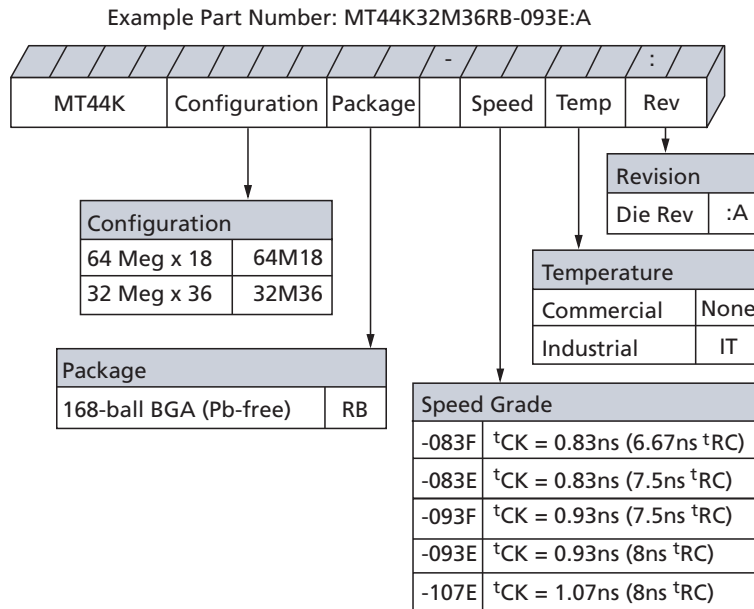 Example Part Number: MT44K32M36RB-093E:A
- :
MT44K Configuration Package Speed Temp Rev
Revision
Die Rev :A
Configuration
64 Meg x 18 64M18
32 Meg x 36 32M36
Temperature
Commercial None
Industrial IT
Package
168-ball BGA (Pb-free) RB
Speed Grade
-083F tCK = 0.83ns (6.67ns tRC)
-083E tCK = 0.83ns (7.5ns tRC)
-093F tCK = 0.93ns (7.5ns tRC)
-093E tCK = 0.93ns (8ns tRC)
-107E tCK = 1.07ns (8ns tRC)